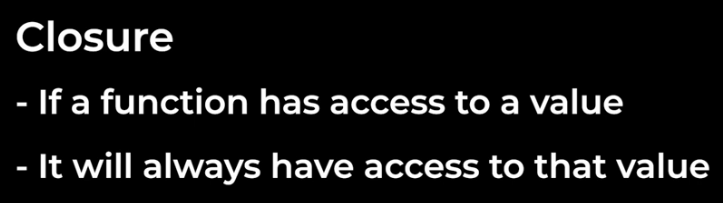 Closure
- If a function has access to a value
- It will always have access to that value